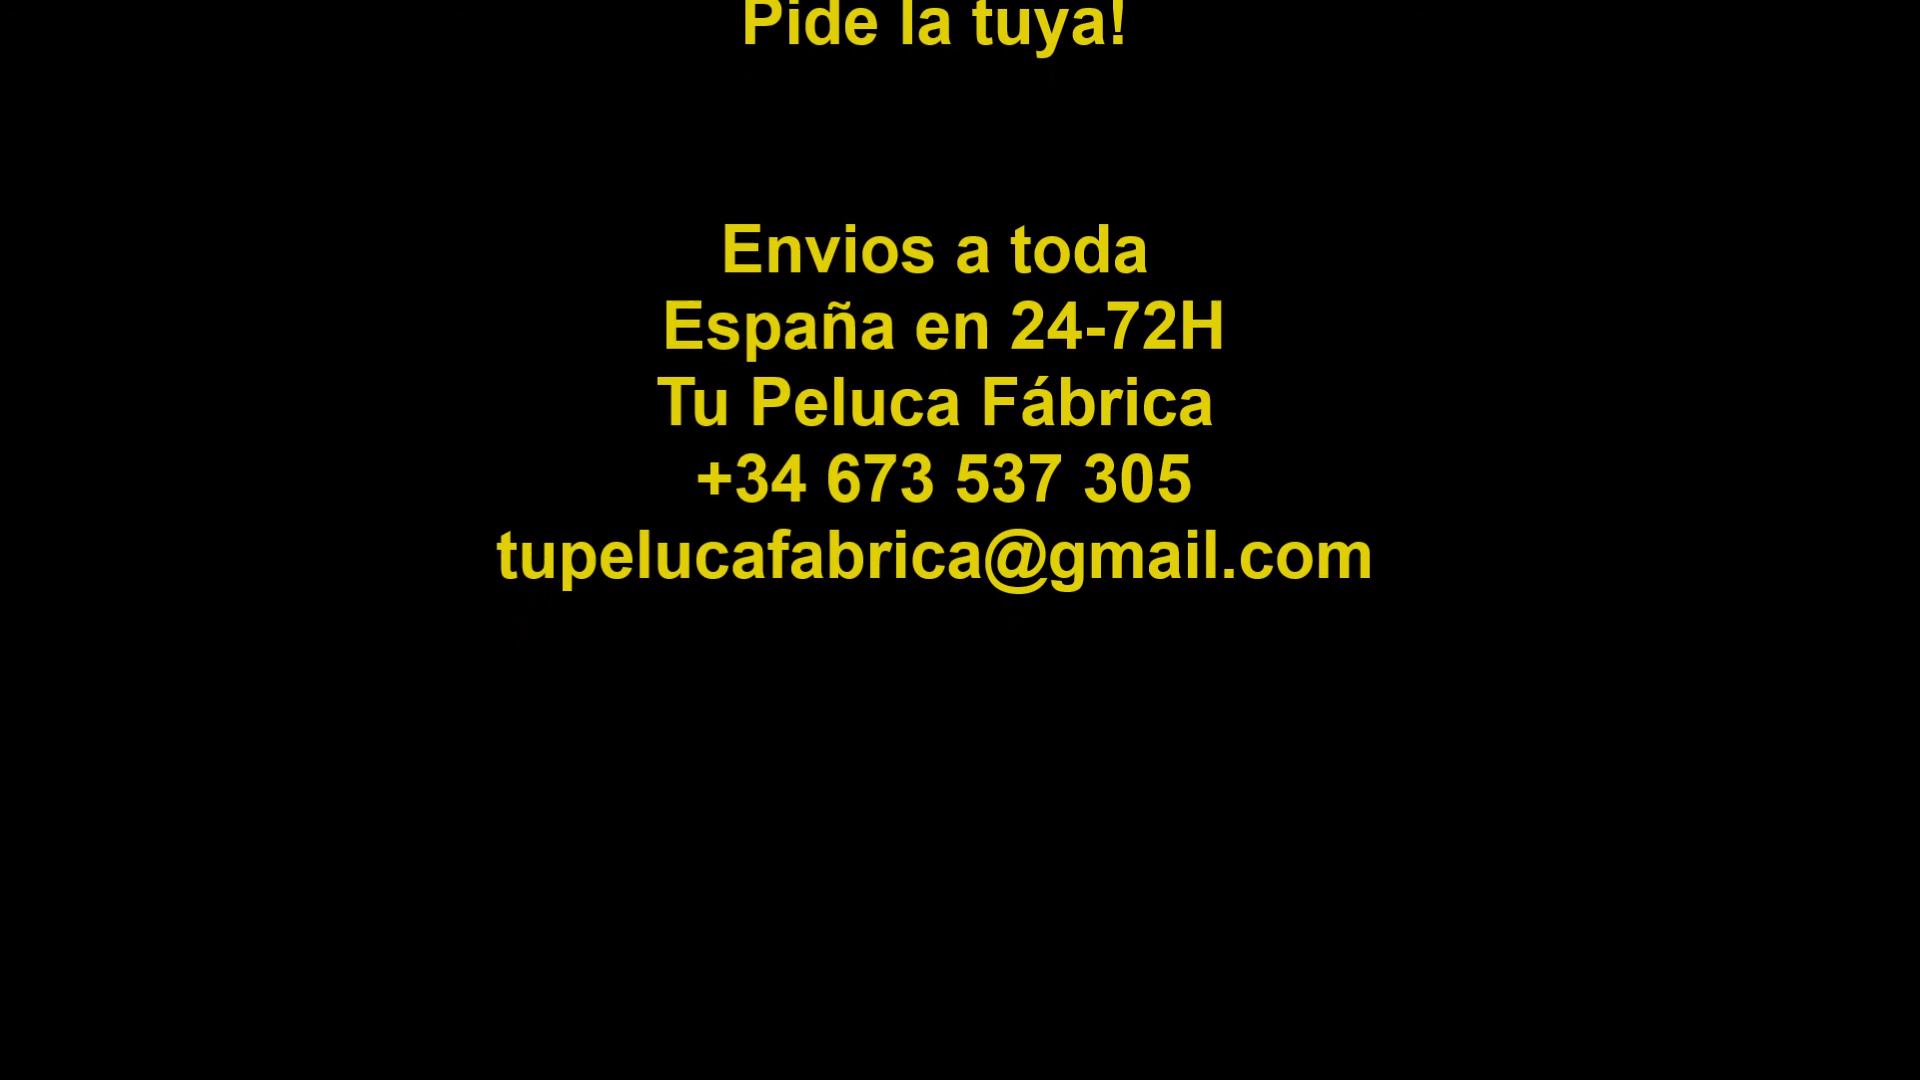 Pide la tuya!
Envios a toda
España en 24-72H
Tu Peluca Fábrica
+34 673 537 305
tupelucafabrica@gmail.com